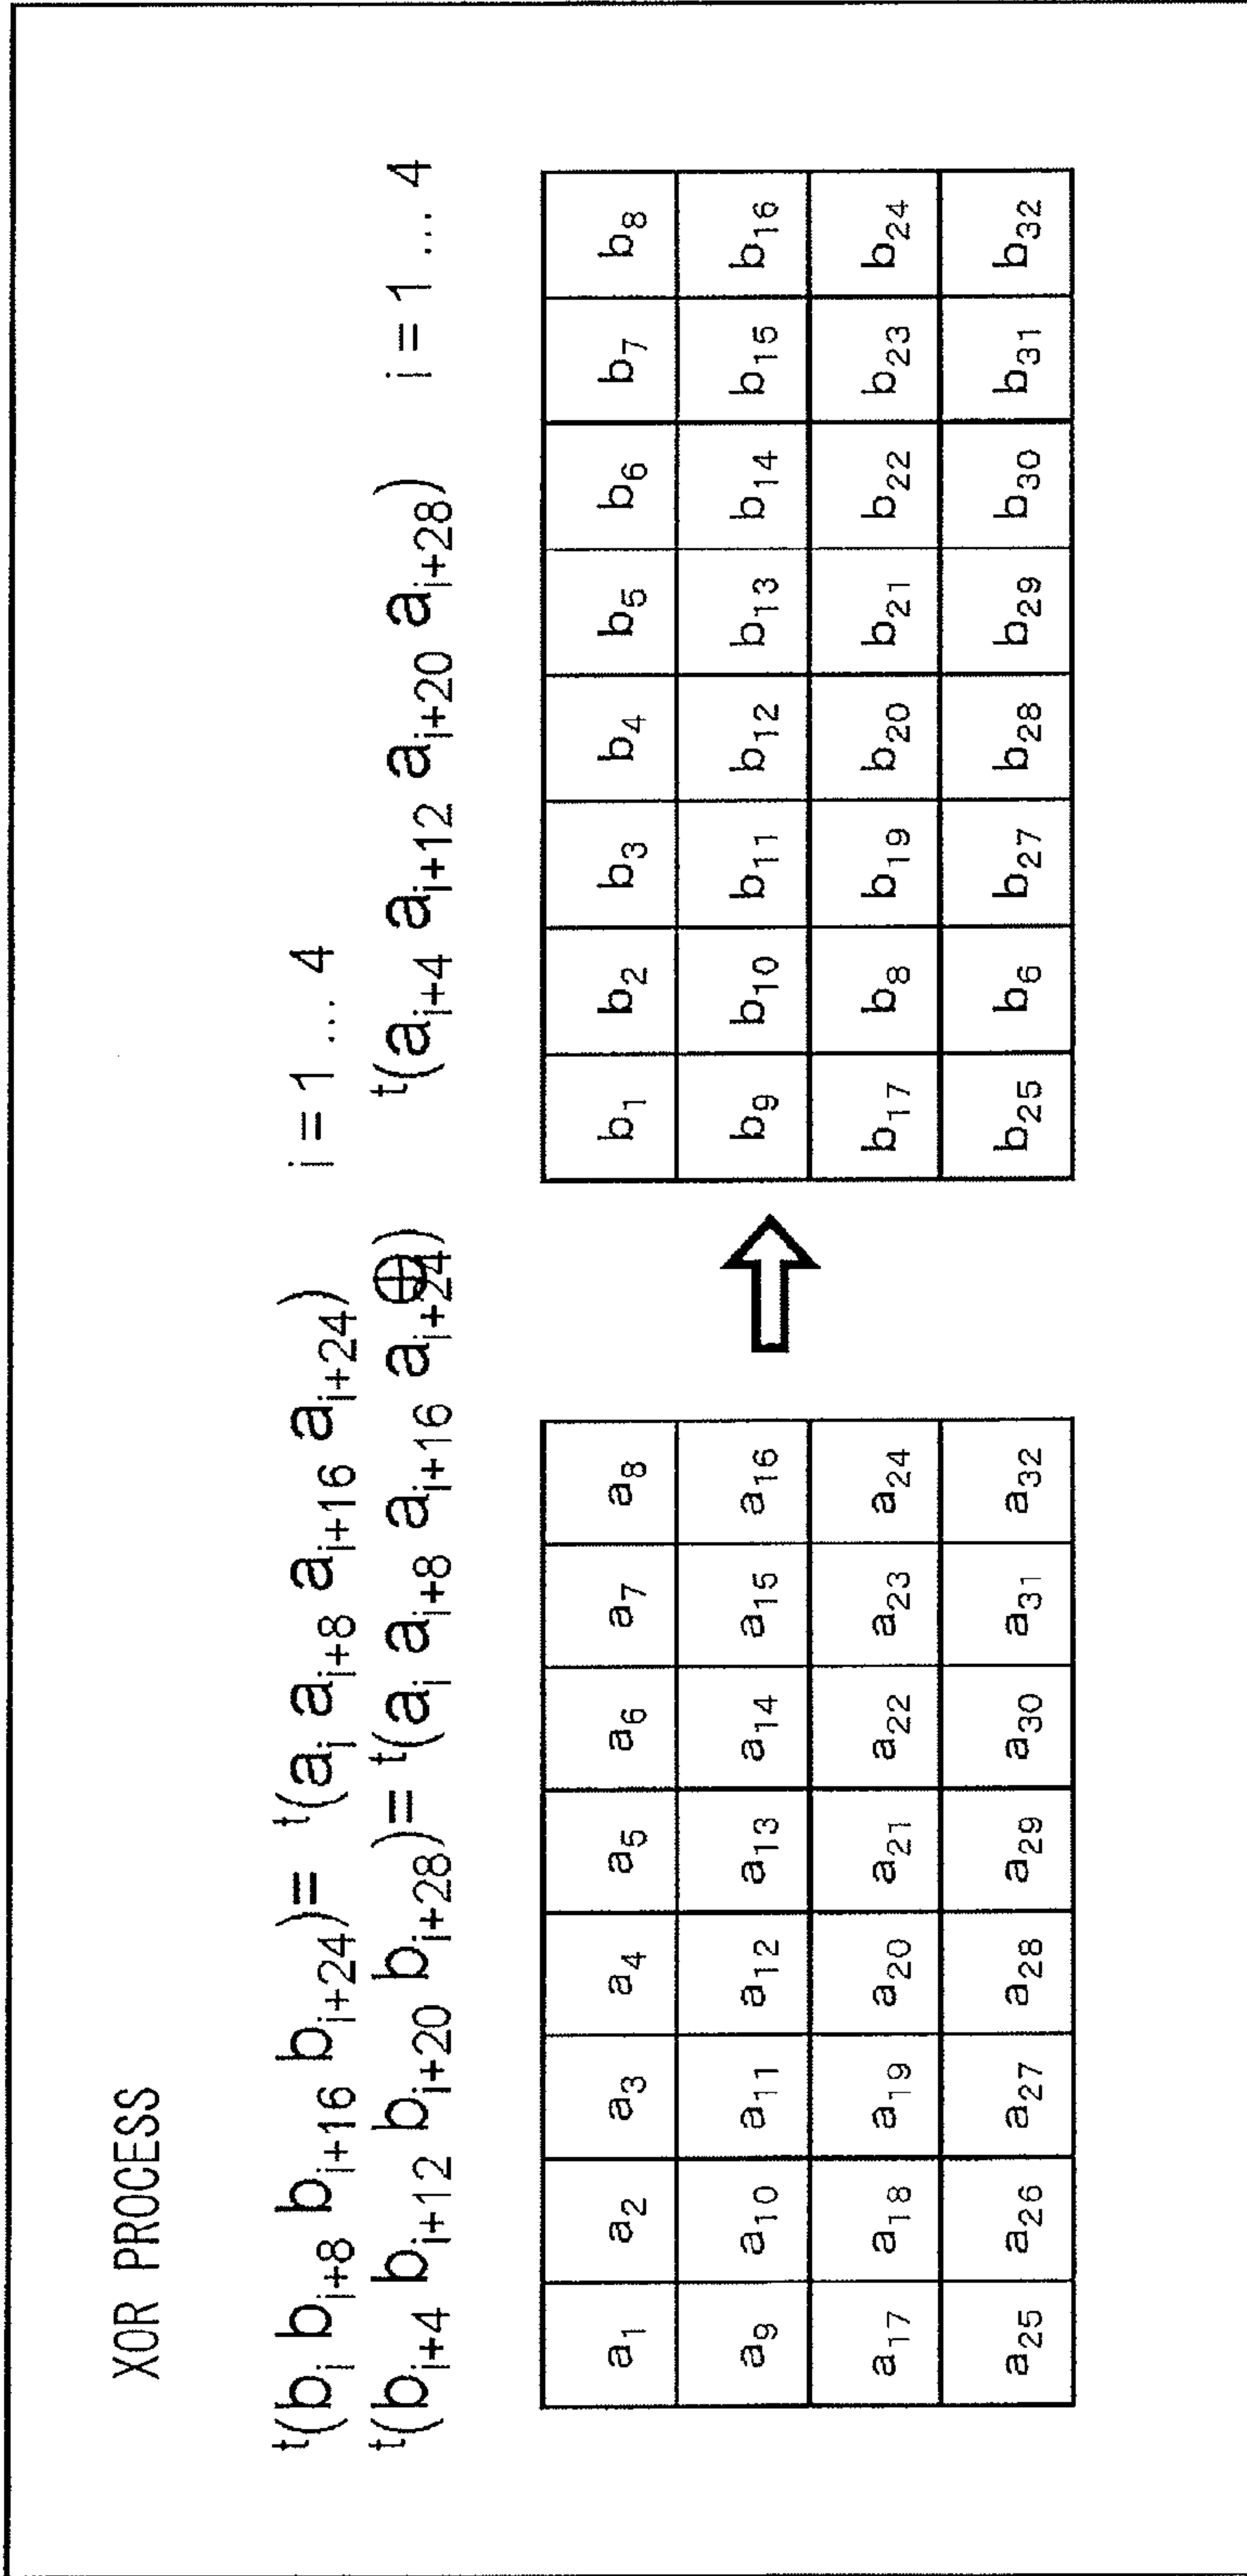 XOR PROCESS
ᵗ(bᵢ bᵢ₊₈ bᵢ₊₁₆ bᵢ₊₂₄)= ᵗ(aᵢ aᵢ₊₈ aᵢ₊₁₆ aᵢ₊₂₄) i = 1 ... 4
ᵗ(bᵢ₊₄ bᵢ₊₁₂ bᵢ₊₂₀ bᵢ₊₂₈)= ᵗ(aᵢ aᵢ₊₈ aᵢ₊₁₆ aᵢ₊₂₄)⊕ ᵗ(aᵢ₊₄ aᵢ₊₁₂ aᵢ₊₂₀ aᵢ₊₂₈) i = 1 ... 4
a₁ a₂ a₃ a₄ a₅ a₆ a₇ a₈
a₉ a₁₀ a₁₁ a₁₂ a₁₃ a₁₄ a₁₅ a₁₆
a₁₇ a₁₈ a₁₉ a₂₀ a₂₁ a₂₂ a₂₃ a₂₄
a₂₅ a₂₆ a₂₇ a₂₈ a₂₉ a₃₀ a₃₁ a₃₂
b₁ b₂ b₃ b₄ b₅ b₆ b₇ b₈
b₉ b₁₀ b₁₁ b₁₂ b₁₃ b₁₄ b₁₅ b₁₆
b₁₇ b₈ b₁₉ b₂₀ b₂₁ b₂₂ b₂₃ b₂₄
b₂₅ b₆ b₂₇ b₂₈ b₂₉ b₃₀ b₃₁ b₃₂